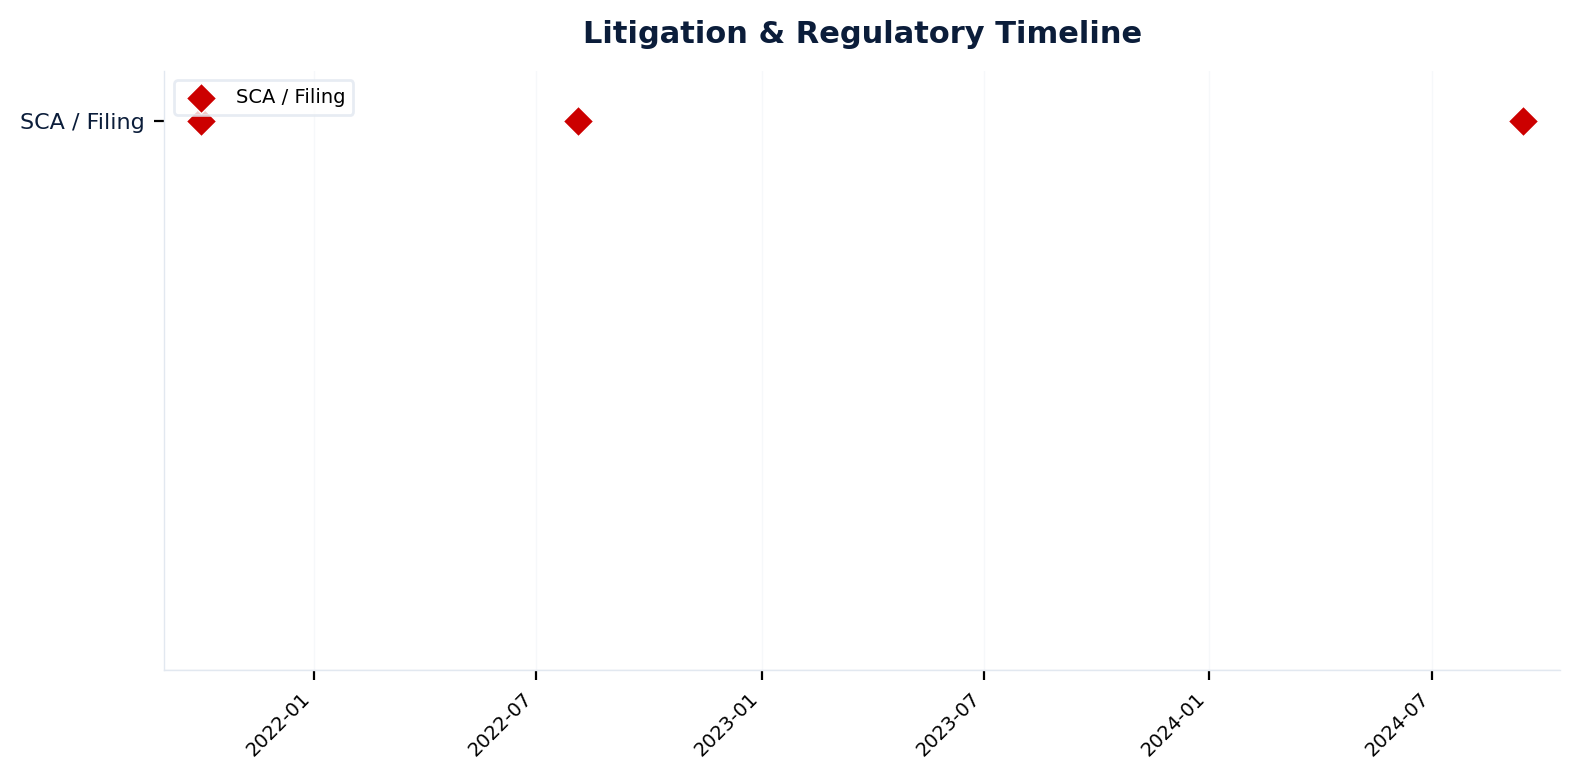 Litigation & Regulatory Timeline
SCA / Filing
SCA / Filing
2022-01
2022-07
2023-01
2023-07
2024-01
2024-07